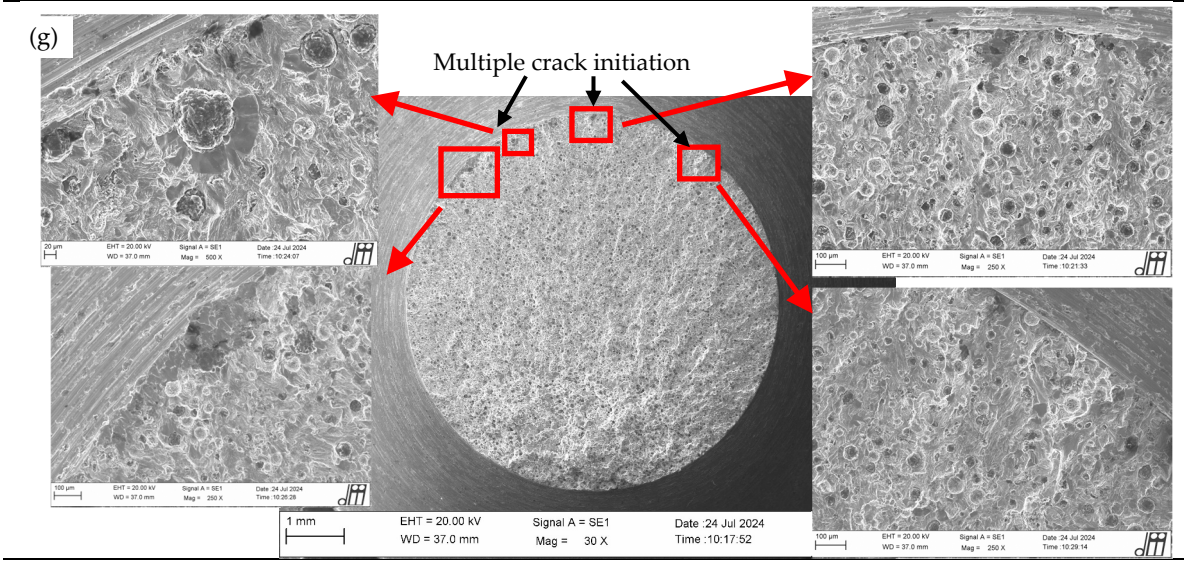 (g)
Multiple crack initiation
20 µm
EHT = 20.00 kV
Signal A = SE1
Date :24 Jul 2024
WD = 37.0 mm
Mag = 500 X
Time :10:24:07
100 µm
EHT = 20.00 kV
Signal A = SE1
Date :24 Jul 2024
WD = 37.0 mm
Mag = 250 X
Time :10:21:33
100 µm
EHT = 20.00 kV
Signal A = SE1
Date :24 Jul 2024
WD = 37.0 mm
Mag = 250 X
Time :10:26:28
100 µm
EHT = 20.00 kV
Signal A = SE1
Date :24 Jul 2024
WD = 37.0 mm
Mag = 250 X
Time :10:29:14
1 mm
EHT = 20.00 kV
Signal A = SE1
Date :24 Jul 2024
WD = 37.0 mm
Mag = 30 X
Time :10:17:52